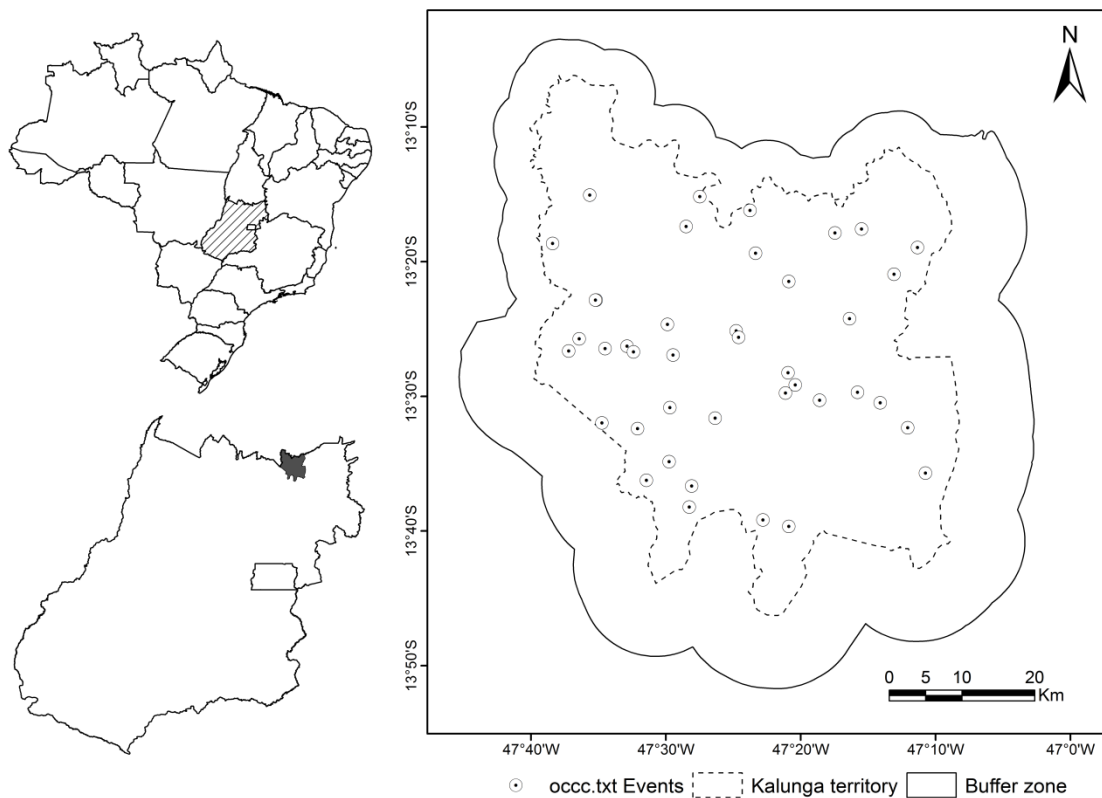 N
13°10'S
13°20'S
13°30'S
13°40'S
13°50'S
0 5 10 20
Km
47°40'W 47°30'W 47°20'W 47°10'W 47°0'W
occc.txt Events Kalunga territory Buffer zone